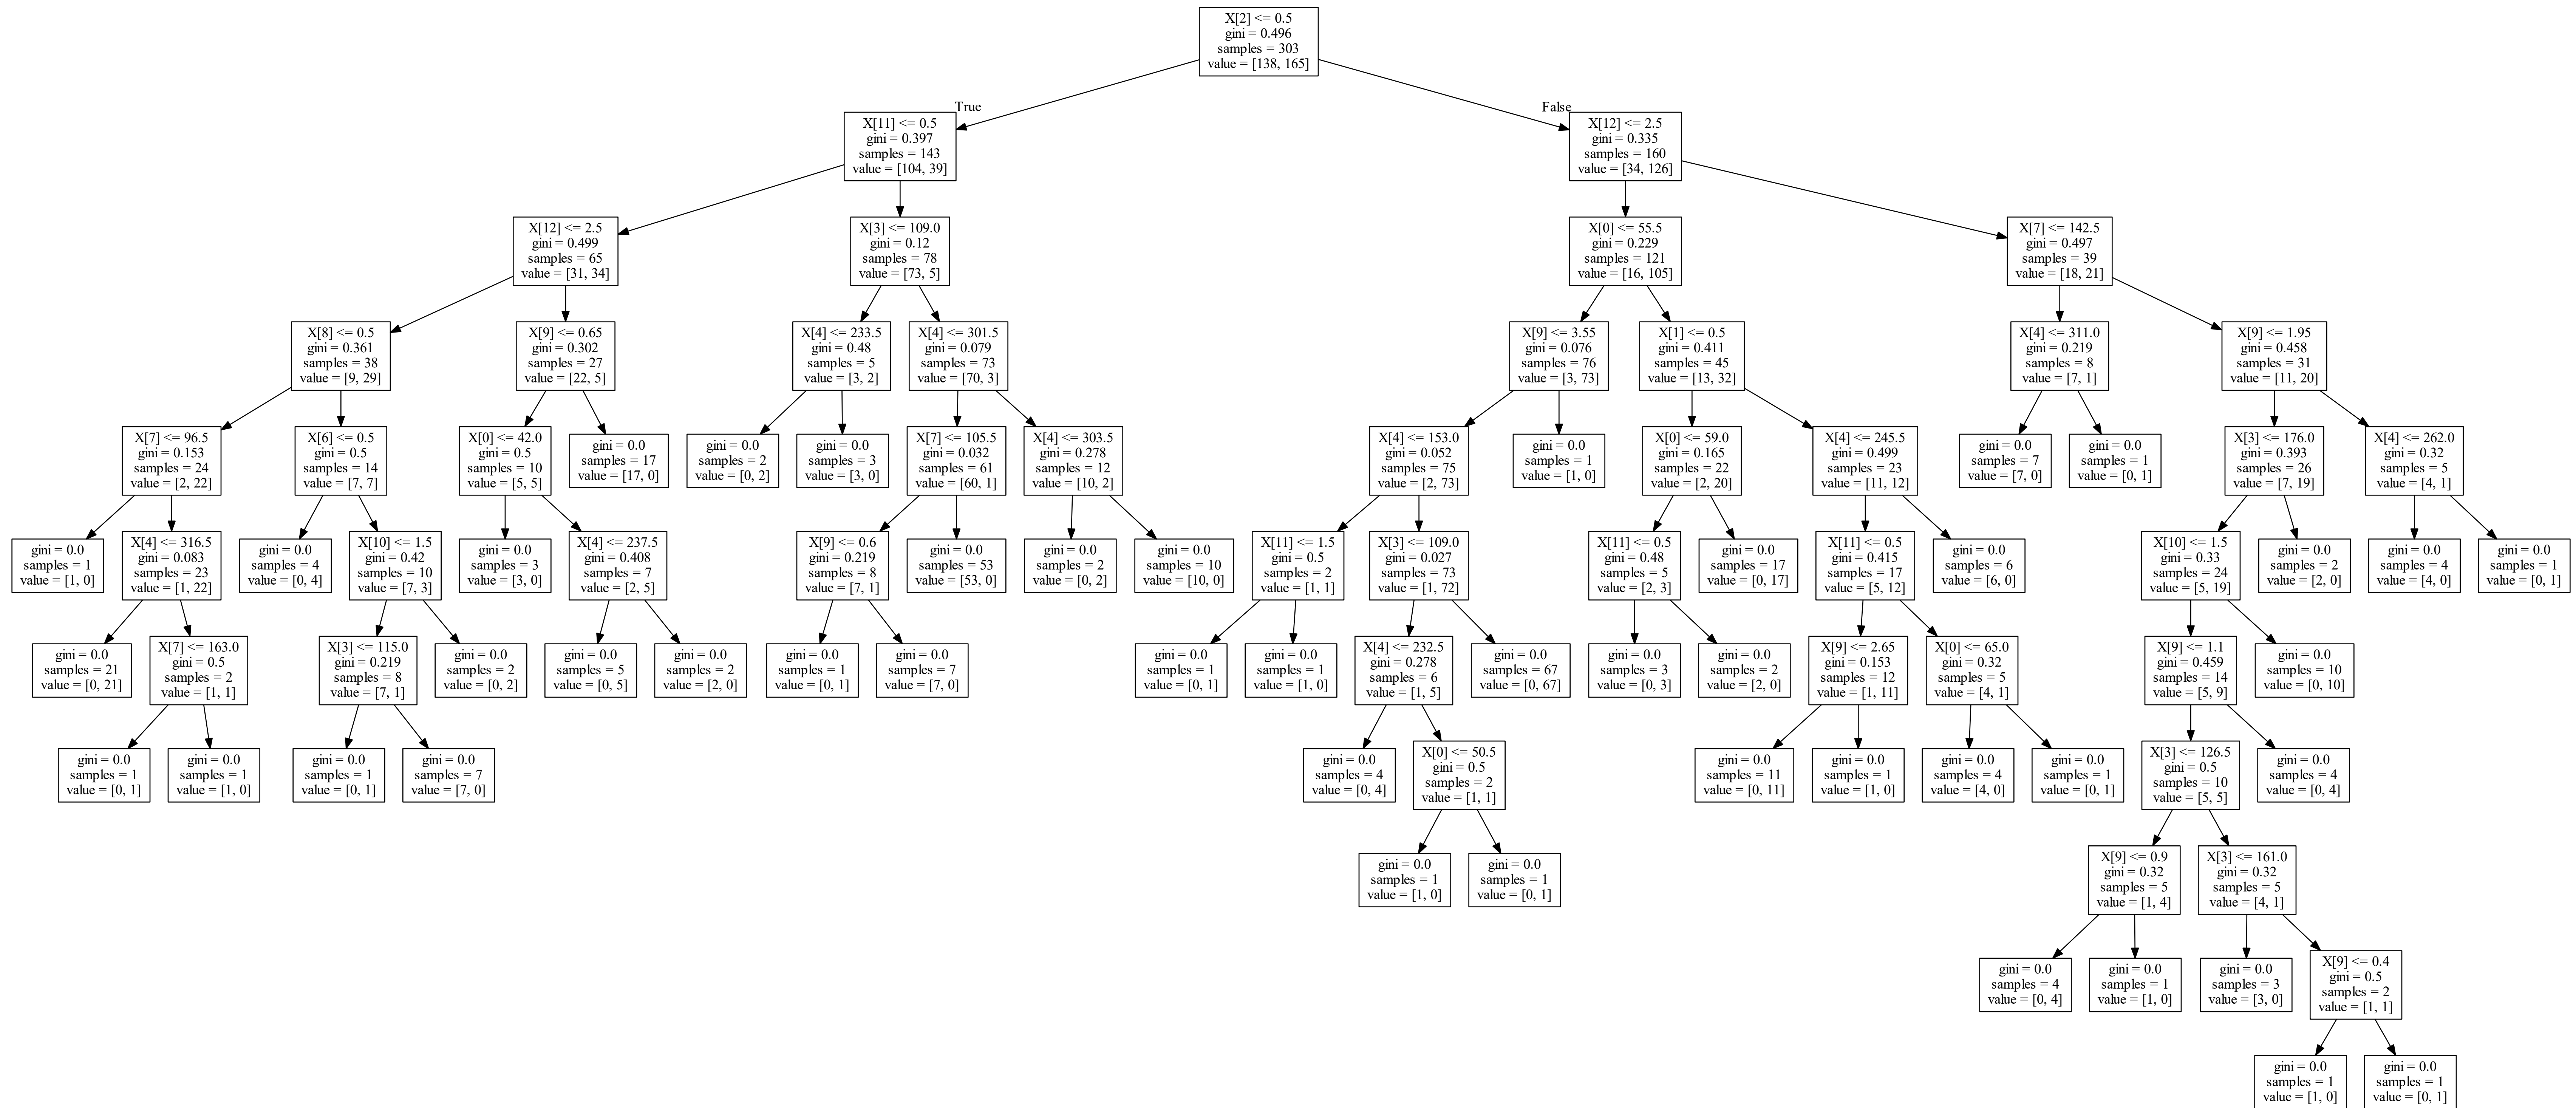 X[2] <= 0.5
gini = 0.496
samples = 303
value = [138, 165]
True
False
X[11] <= 0.5
gini = 0.397
samples = 143
value = [104, 39]
X[12] <= 2.5
gini = 0.335
samples = 160
value = [34, 126]
X[12] <= 2.5
gini = 0.499
samples = 65
value = [31, 34]
X[3] <= 109.0
gini = 0.12
samples = 78
value = [73, 5]
X[0] <= 55.5
gini = 0.229
samples = 121
value = [16, 105]
X[7] <= 142.5
gini = 0.497
samples = 39
value = [18, 21]
X[8] <= 0.5
gini = 0.361
samples = 38
value = [9, 29]
X[9] <= 0.65
gini = 0.302
samples = 27
value = [22, 5]
X[4] <= 233.5
gini = 0.48
samples = 5
value = [3, 2]
X[4] <= 301.5
gini = 0.079
samples = 73
value = [70, 3]
X[9] <= 3.55
gini = 0.076
samples = 76
value = [3, 73]
X[1] <= 0.5
gini = 0.411
samples = 45
value = [13, 32]
X[4] <= 311.0
gini = 0.219
samples = 8
value = [7, 1]
X[9] <= 1.95
gini = 0.458
samples = 31
value = [11, 20]
X[7] <= 96.5
gini = 0.153
samples = 24
value = [2, 22]
X[6] <= 0.5
gini = 0.5
samples = 14
value = [7, 7]
X[0] <= 42.0
gini = 0.5
samples = 10
value = [5, 5]
gini = 0.0
samples = 17
value = [17, 0]
gini = 0.0
samples = 2
value = [0, 2]
gini = 0.0
samples = 3
value = [3, 0]
X[7] <= 105.5
gini = 0.032
samples = 61
value = [60, 1]
X[4] <= 303.5
gini = 0.278
samples = 12
value = [10, 2]
X[4] <= 153.0
gini = 0.052
samples = 75
value = [2, 73]
gini = 0.0
samples = 1
value = [1, 0]
X[0] <= 59.0
gini = 0.165
samples = 22
value = [2, 20]
X[4] <= 245.5
gini = 0.499
samples = 23
value = [11, 12]
gini = 0.0
samples = 7
value = [7, 0]
gini = 0.0
samples = 1
value = [0, 1]
X[3] <= 176.0
gini = 0.393
samples = 26
value = [7, 19]
X[4] <= 262.0
gini = 0.32
samples = 5
value = [4, 1]
gini = 0.0
samples = 1
value = [1, 0]
X[4] <= 316.5
gini = 0.083
samples = 23
value = [1, 22]
gini = 0.0
samples = 4
value = [0, 4]
X[10] <= 1.5
gini = 0.42
samples = 10
value = [7, 3]
gini = 0.0
samples = 3
value = [3, 0]
X[4] <= 237.5
gini = 0.408
samples = 7
value = [2, 5]
X[9] <= 0.6
gini = 0.219
samples = 8
value = [7, 1]
gini = 0.0
samples = 53
value = [53, 0]
gini = 0.0
samples = 2
value = [0, 2]
gini = 0.0
samples = 10
value = [10, 0]
X[11] <= 1.5
gini = 0.5
samples = 2
value = [1, 1]
X[3] <= 109.0
gini = 0.027
samples = 73
value = [1, 72]
X[11] <= 0.5
gini = 0.48
samples = 5
value = [2, 3]
gini = 0.0
samples = 17
value = [0, 17]
X[11] <= 0.5
gini = 0.415
samples = 17
value = [5, 12]
gini = 0.0
samples = 6
value = [6, 0]
X[10] <= 1.5
gini = 0.33
samples = 24
value = [5, 19]
gini = 0.0
samples = 2
value = [2, 0]
gini = 0.0
samples = 4
value = [4, 0]
gini = 0.0
samples = 1
value = [0, 1]
gini = 0.0
samples = 21
value = [0, 21]
X[7] <= 163.0
gini = 0.5
samples = 2
value = [1, 1]
X[3] <= 115.0
gini = 0.219
samples = 8
value = [7, 1]
gini = 0.0
samples = 2
value = [0, 2]
gini = 0.0
samples = 5
value = [0, 5]
gini = 0.0
samples = 2
value = [2, 0]
gini = 0.0
samples = 1
value = [0, 1]
gini = 0.0
samples = 7
value = [7, 0]
gini = 0.0
samples = 1
value = [0, 1]
gini = 0.0
samples = 1
value = [1, 0]
X[4] <= 232.5
gini = 0.278
samples = 6
value = [1, 5]
gini = 0.0
samples = 67
value = [0, 67]
gini = 0.0
samples = 3
value = [0, 3]
gini = 0.0
samples = 2
value = [2, 0]
X[9] <= 2.65
gini = 0.153
samples = 12
value = [1, 11]
X[0] <= 65.0
gini = 0.32
samples = 5
value = [4, 1]
X[9] <= 1.1
gini = 0.459
samples = 14
value = [5, 9]
gini = 0.0
samples = 10
value = [0, 10]
gini = 0.0
samples = 1
value = [0, 1]
gini = 0.0
samples = 1
value = [1, 0]
gini = 0.0
samples = 1
value = [0, 1]
gini = 0.0
samples = 7
value = [7, 0]
gini = 0.0
samples = 4
value = [0, 4]
X[0] <= 50.5
gini = 0.5
samples = 2
value = [1, 1]
gini = 0.0
samples = 11
value = [0, 11]
gini = 0.0
samples = 1
value = [1, 0]
gini = 0.0
samples = 4
value = [4, 0]
gini = 0.0
samples = 1
value = [0, 1]
X[3] <= 126.5
gini = 0.5
samples = 10
value = [5, 5]
gini = 0.0
samples = 4
value = [0, 4]
gini = 0.0
samples = 1
value = [1, 0]
gini = 0.0
samples = 1
value = [0, 1]
X[9] <= 0.9
gini = 0.32
samples = 5
value = [1, 4]
X[3] <= 161.0
gini = 0.32
samples = 5
value = [4, 1]
gini = 0.0
samples = 4
value = [0, 4]
gini = 0.0
samples = 1
value = [1, 0]
gini = 0.0
samples = 3
value = [3, 0]
X[9] <= 0.4
gini = 0.5
samples = 2
value = [1, 1]
gini = 0.0
samples = 1
value = [1, 0]
gini = 0.0
samples = 1
value = [0, 1]